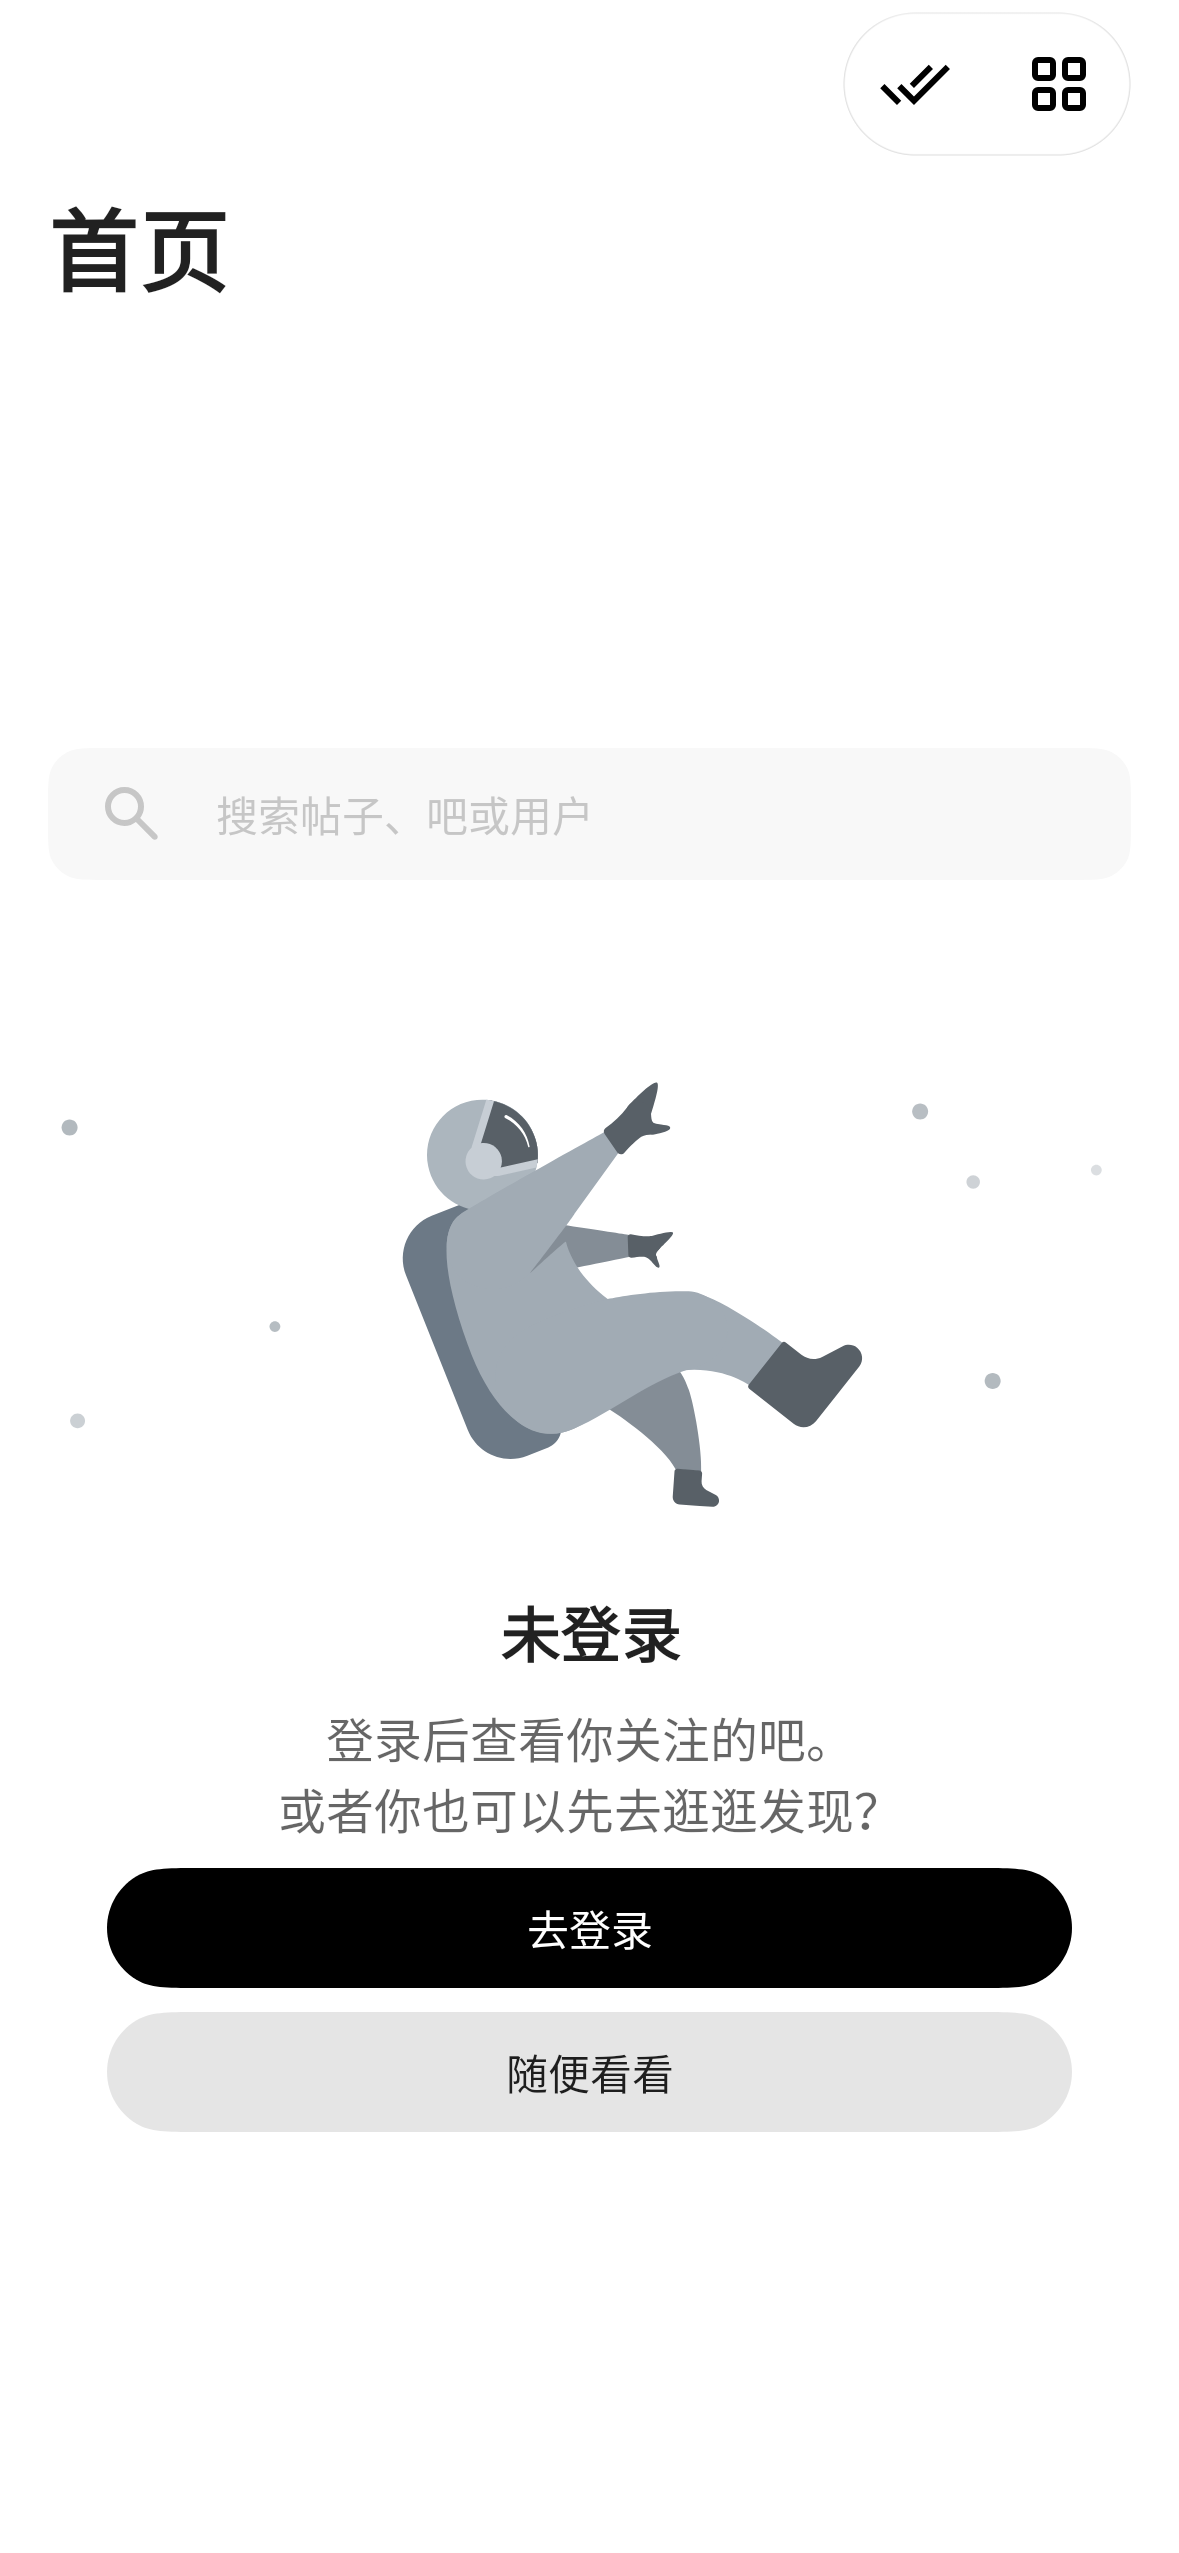 首页
搜索帖子、吧或用户
未登录
登录后查看你关注的吧。
或者你也可以先去逛逛发现？
去登录
随便看看